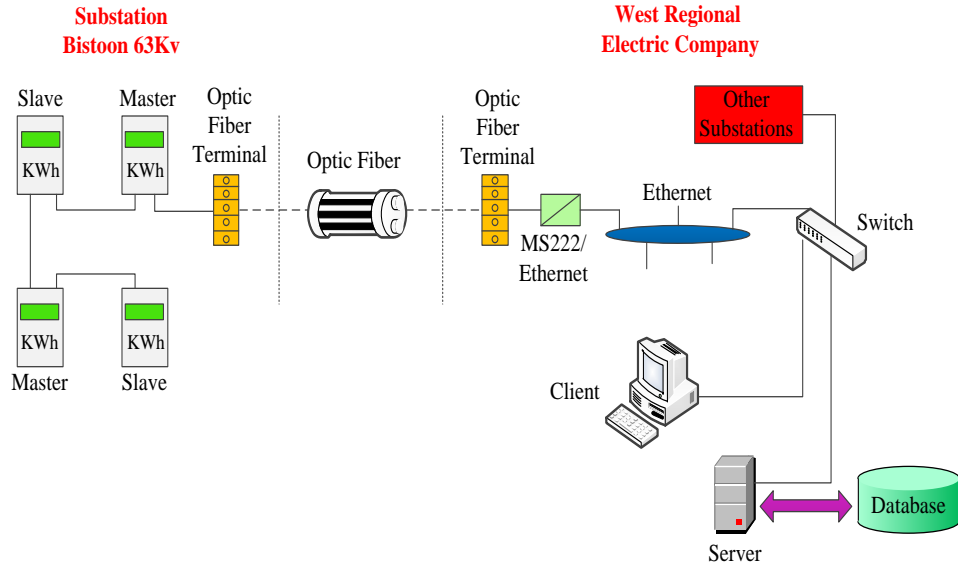 Substation
Bistoon 63Kv
West Regional
Electric Company
Slave
Master
Optic
Fiber
Terminal
Optic Fiber
Optic
Fiber
Terminal
Other
Substations
KWh
KWh
Ethernet
Switch
MS222/
Ethernet
KWh
KWh
Master
Slave
Client
Database
Server